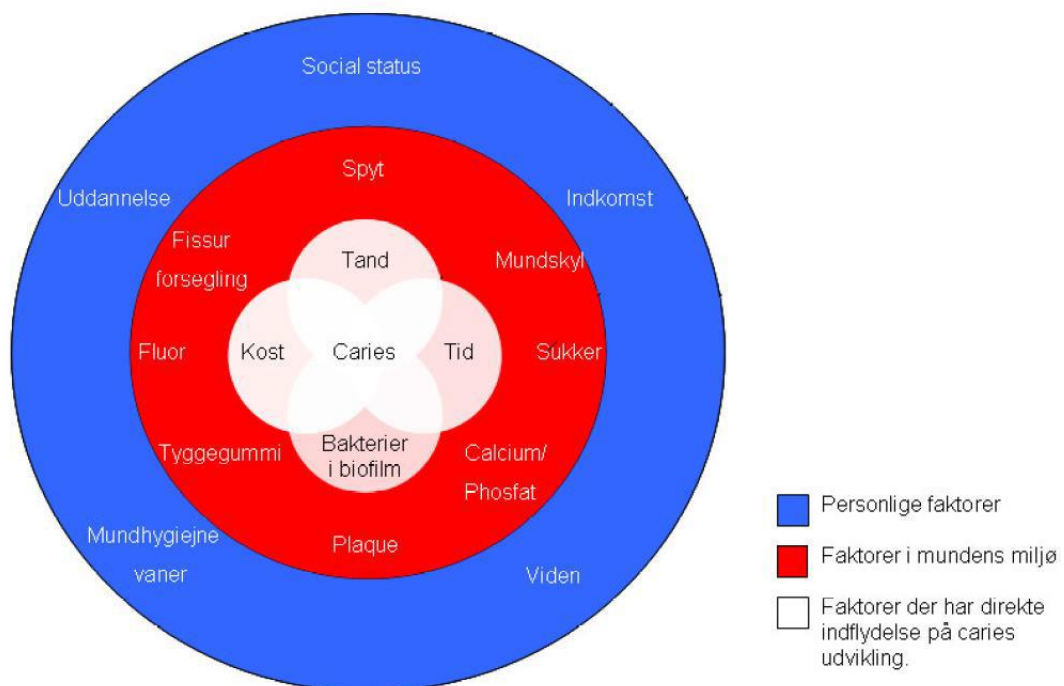 Social status
Spyt
Uddannelse
Indkomst
Fissur
forsegling
Tand
Mundskyl
Fluor
Kost
Caries
Tid
Sukker
Tyggegummi
Bakterier
i biofilm
Calcium/
Phosfat
Mundhygiejne
vaner
Plaque
Viden
Personlige faktorer
Faktorer i mundens miljø
Faktorer der har direkte
indflydelse på caries
udvikling.